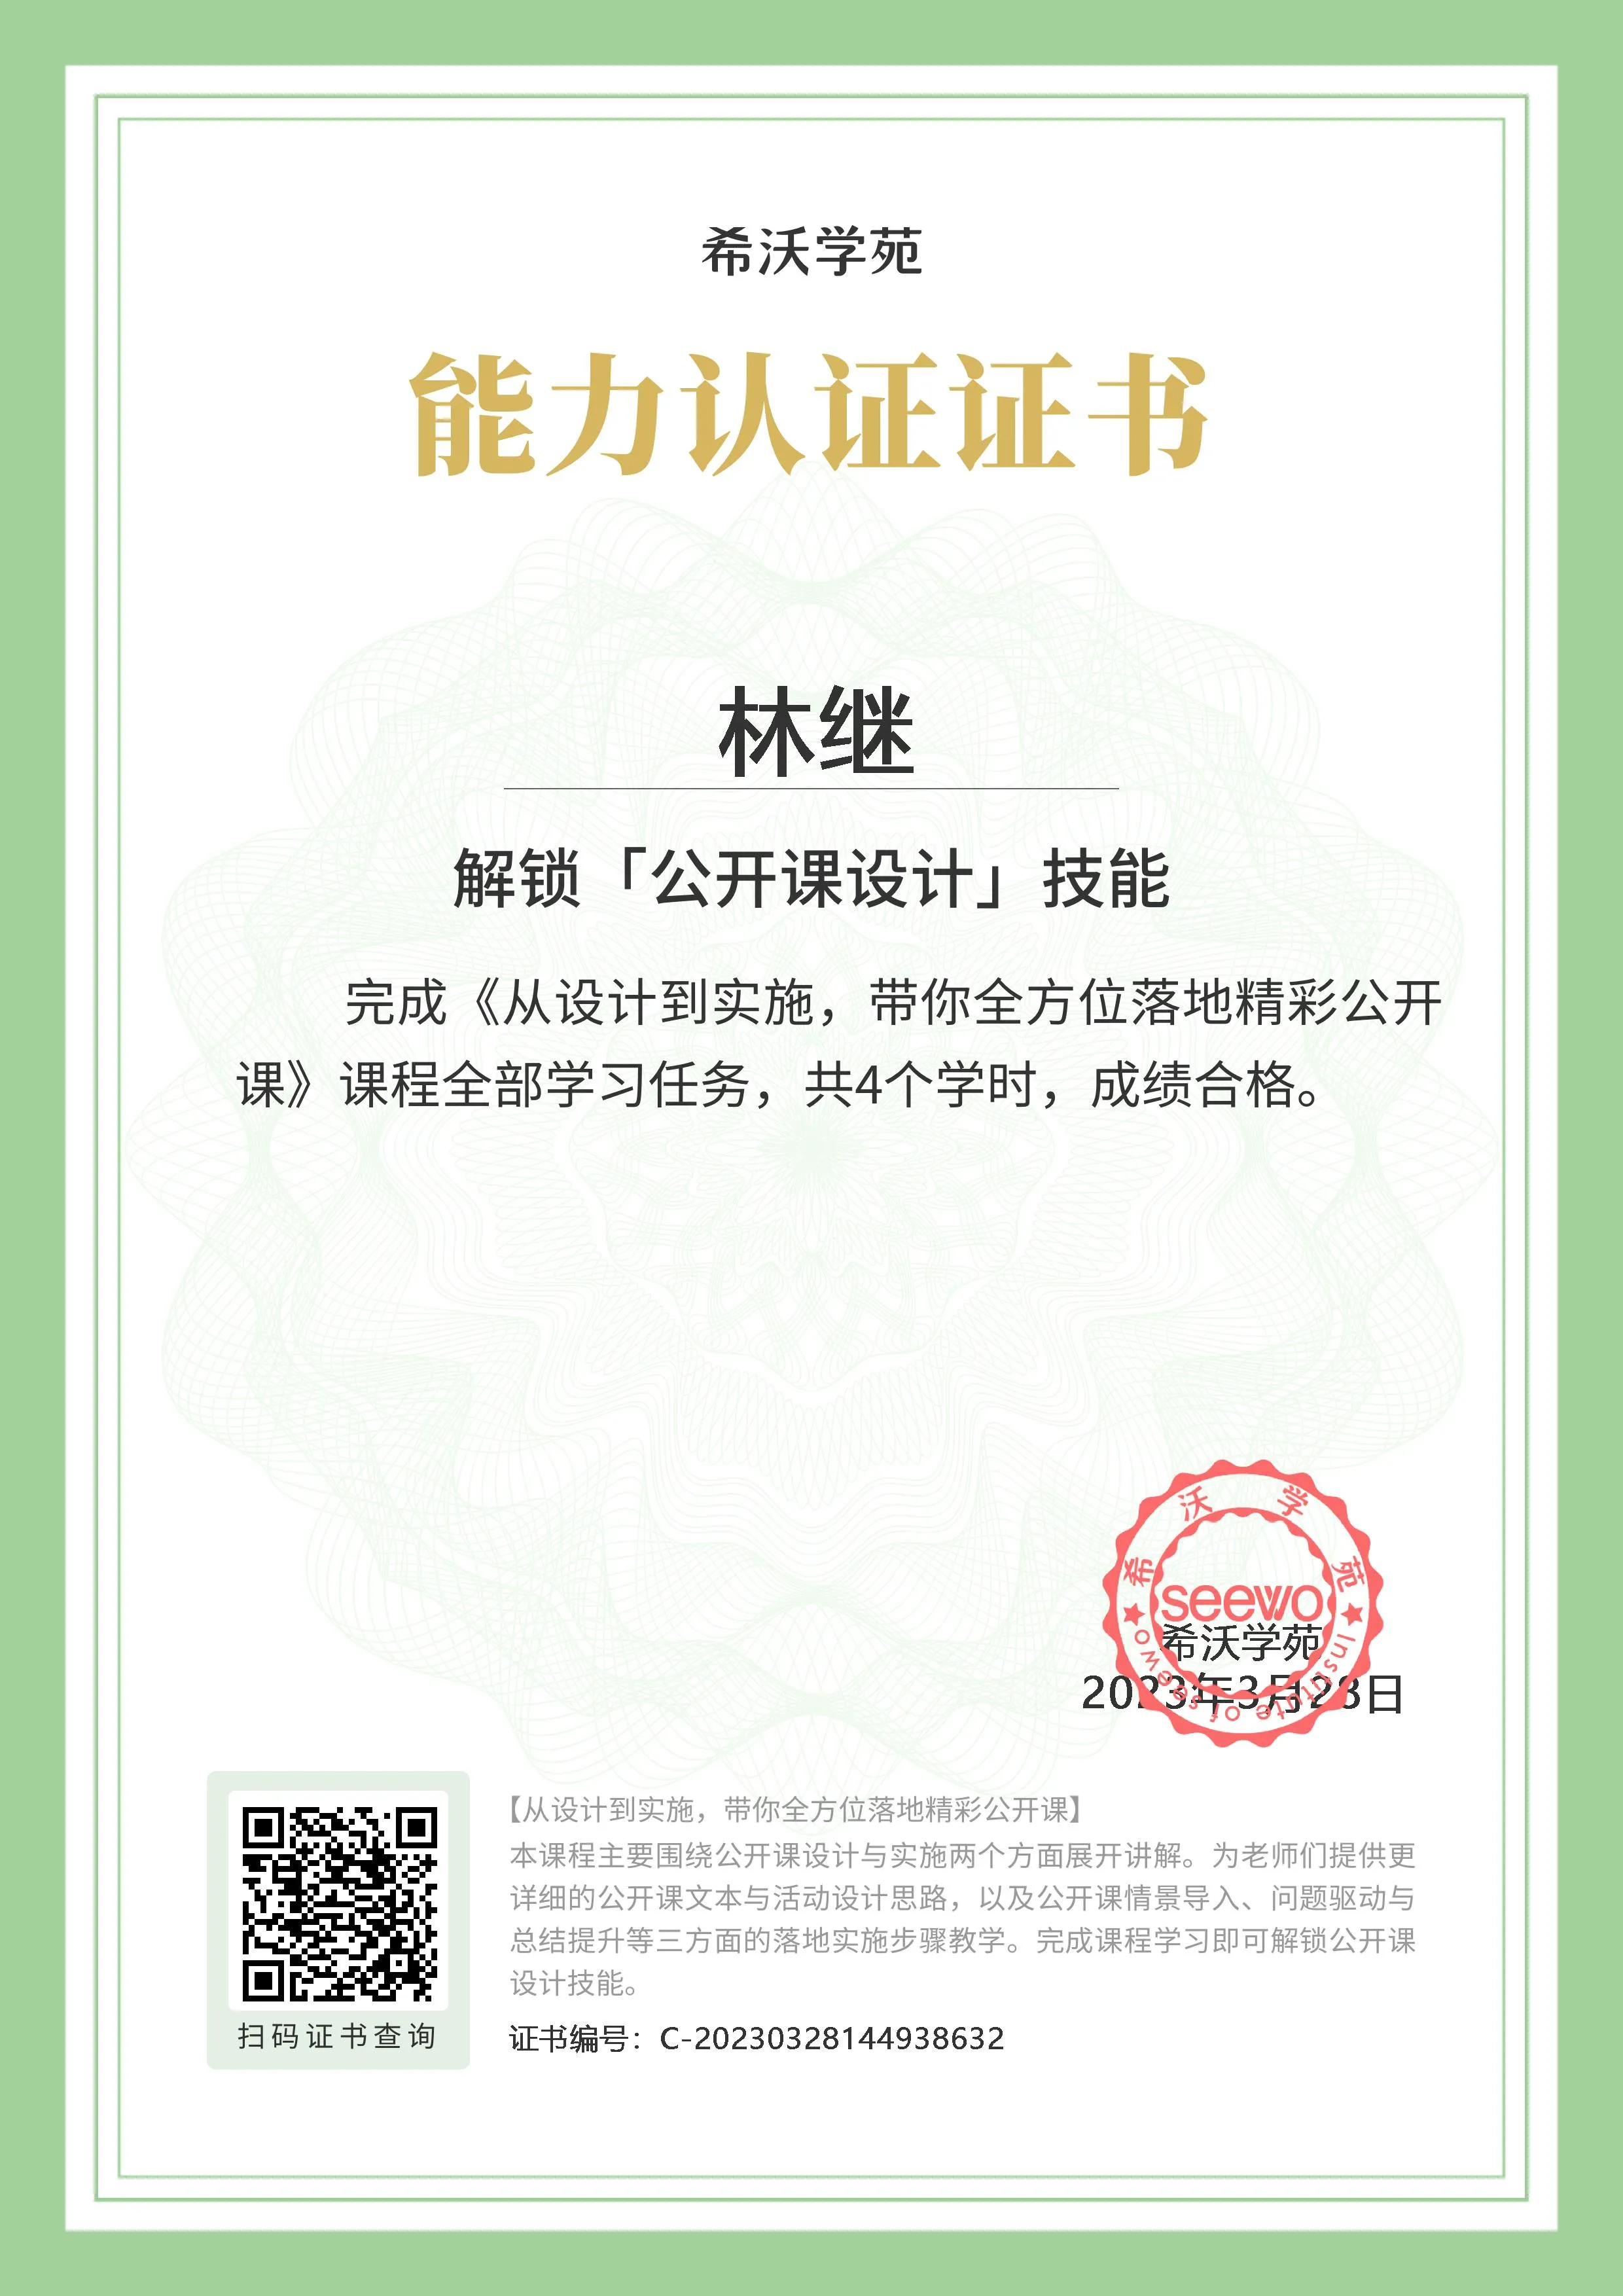 希沃学苑
能力认证证书
林继
解锁「公开课设计」技能
完成《从设计到实施，带你全方位落地精彩公开
课》课程全部学习任务，共4个学时，成绩合格。
希沃学苑
seewo
Institute of seewo
希沃学苑
2023年3月28日
【从设计到实施，带你全方位落地精彩公开课】
本课程主要围绕公开课设计与实施两个方面展开讲解。为老师们提供更
详细的公开课文本与活动设计思路，以及公开课情景导入、问题驱动与
总结提升等三方面的落地实施步骤教学。完成课程学习即可解锁公开课
设计技能。
扫码证书查询
证书编号：C-20230328144938632